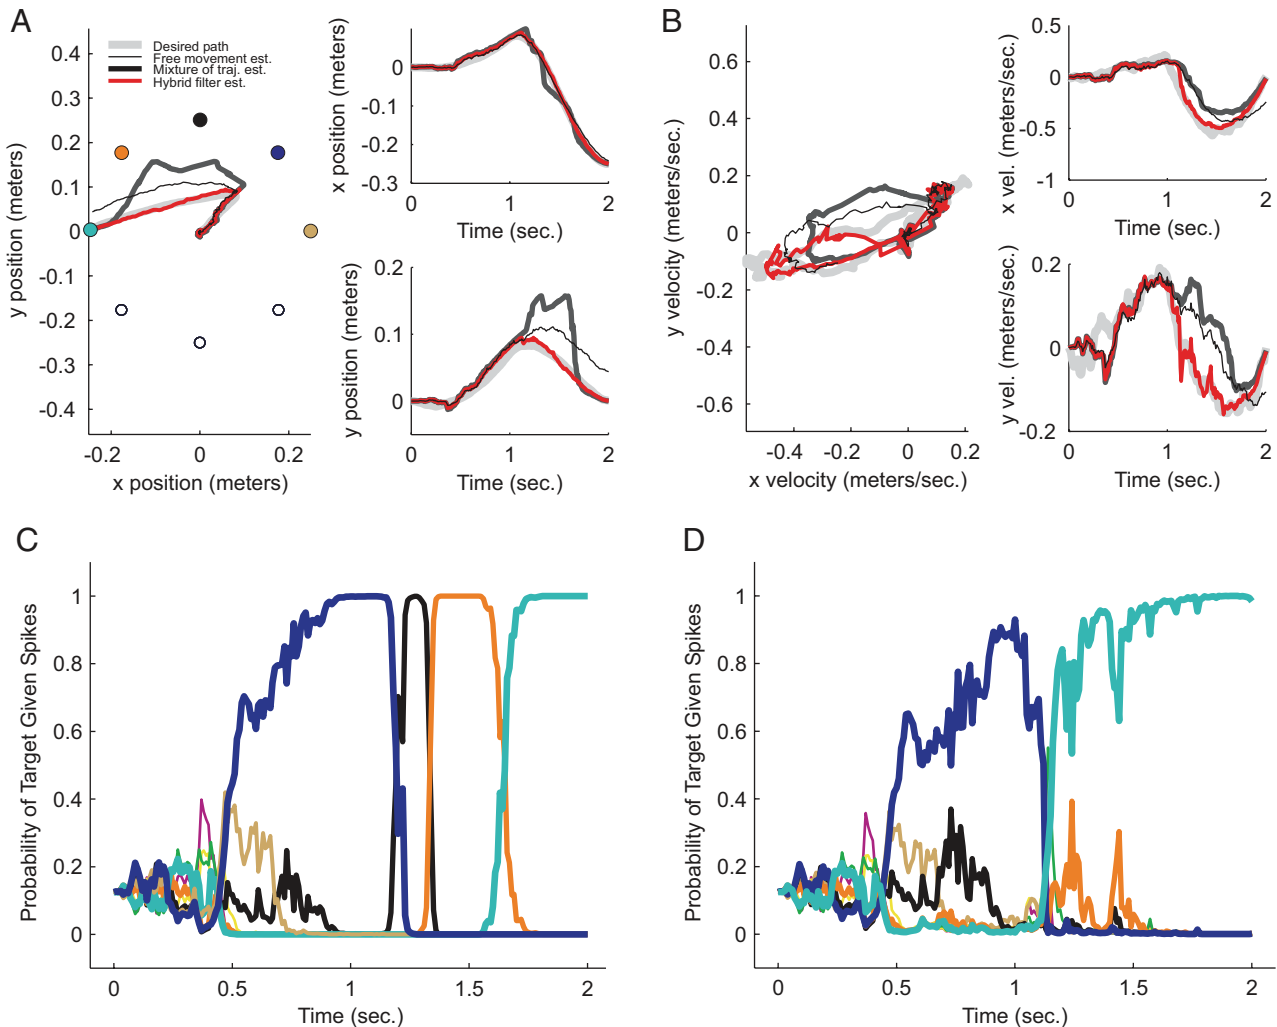 A
Desired path
Free movement est.
Mixture of traj. est.
Hybrid filter est.
0.4
0.3
0.2
0.1
0
-0.1
-0.2
-0.3
-0.4
y position (meters)
-0.2
0
0.2
x position (meters)
0
-0.1
-0.2
-0.3
x position (meters)
0
1
2
Time (sec.)
0.2
0.1
0
y position (meters)
0
1
2
Time (sec.)
B
0.6
0.4
0.2
0
-0.2
-0.4
-0.6
y velocity (meters/sec.)
-0.4
-0.2
0
0.2
x velocity (meters/sec.)
0.5
0
-0.5
-1
x vel. (meters/sec.)
0
1
2
Time (sec.)
0.2
0
-0.2
y vel. (meters/sec.)
0
1
2
Time (sec.)
C
1
0.8
0.6
0.4
0.2
0
Probability of Target Given Spikes
0
0.5
1
1.5
2
Time (sec.)
D
1
0.8
0.6
0.4
0.2
0
Probability of Target Given Spikes
0
0.5
1
1.5
2
Time (sec.)